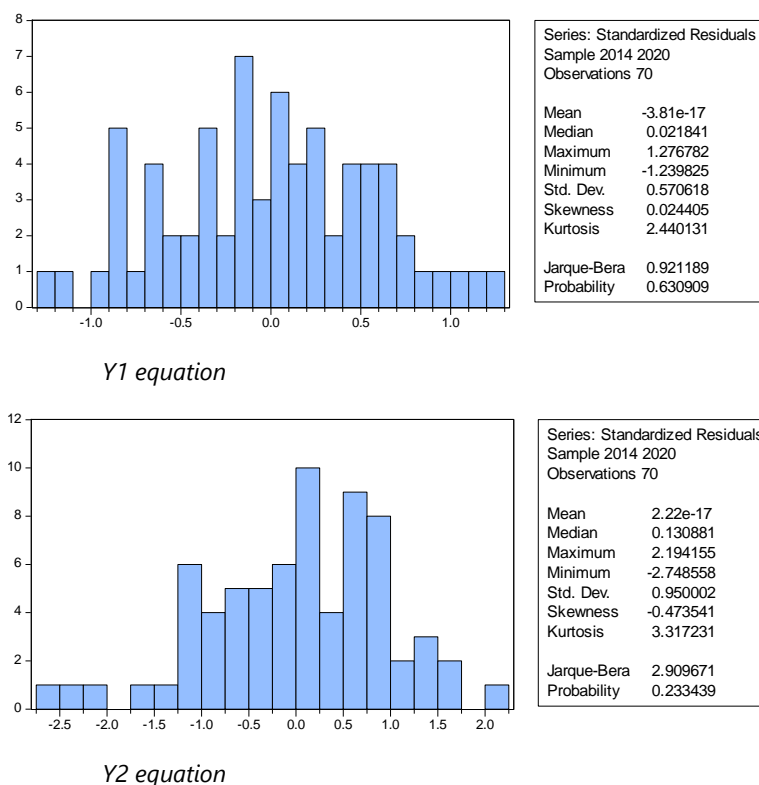 8
7
6
5
4
3
2
1
0
-1.0 -0.5 0.0 0.5 1.0
Series: Standardized Residuals
Sample 2014 2020
Observations 70
Mean -3.81e-17
Median 0.021841
Maximum 1.276782
Minimum -1.239825
Std. Dev. 0.570618
Skewness 0.024405
Kurtosis 2.440131
Jarque-Bera 0.921189
Probability 0.630909
Y1 equation
12
10
8
6
4
2
0
-2.5 -2.0 -1.5 -1.0 -0.5 0.0 0.5 1.0 1.5 2.0
Series: Standardized Residuals
Sample 2014 2020
Observations 70
Mean 2.22e-17
Median 0.130881
Maximum 2.194155
Minimum -2.748558
Std. Dev. 0.950002
Skewness -0.473541
Kurtosis 3.317231
Jarque-Bera 2.909671
Probability 0.233439
Y2 equation